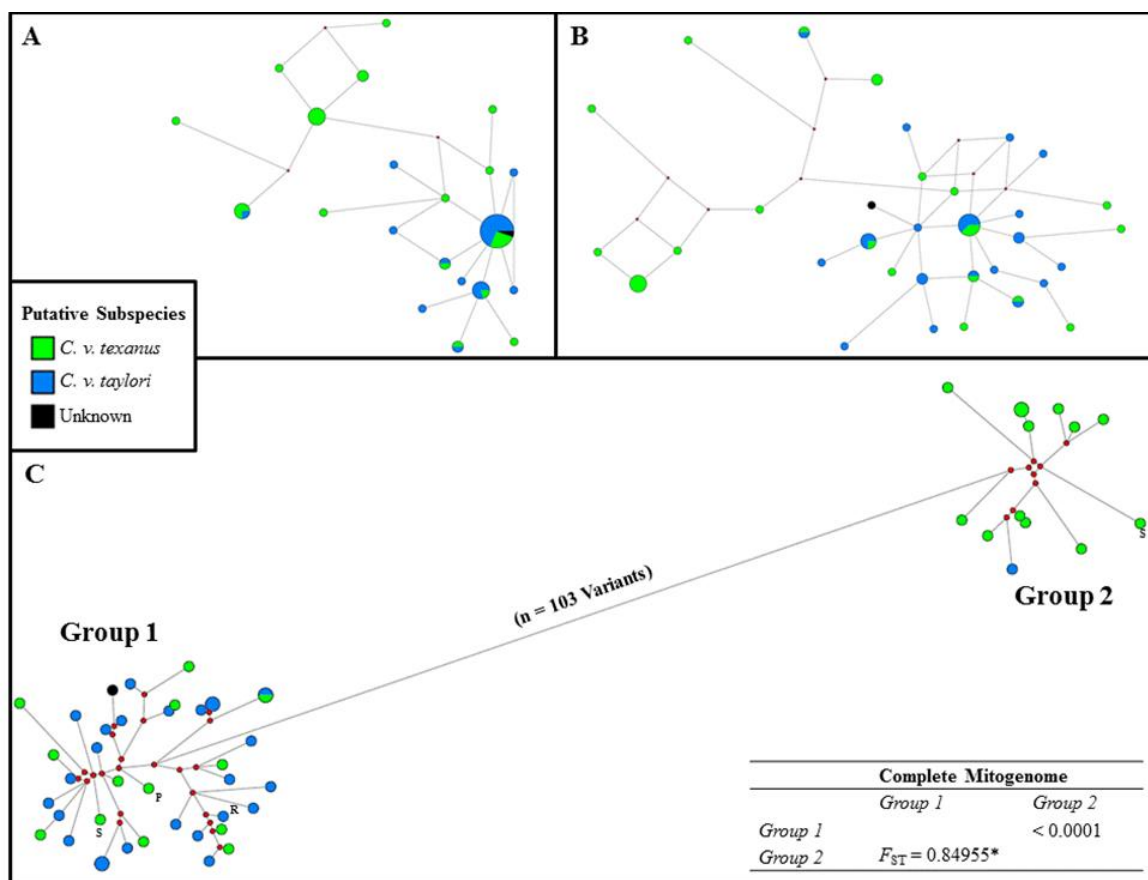 A
B
Putative Subspecies
C. v. texanus
C. v. taylori
Unknown
C
(n = 103 Variants)
Group 1
Group 2
S
P
R
S
Complete Mitogenome
Group 1 Group 2
Group 1 < 0.0001
Group 2 FST = 0.84955*